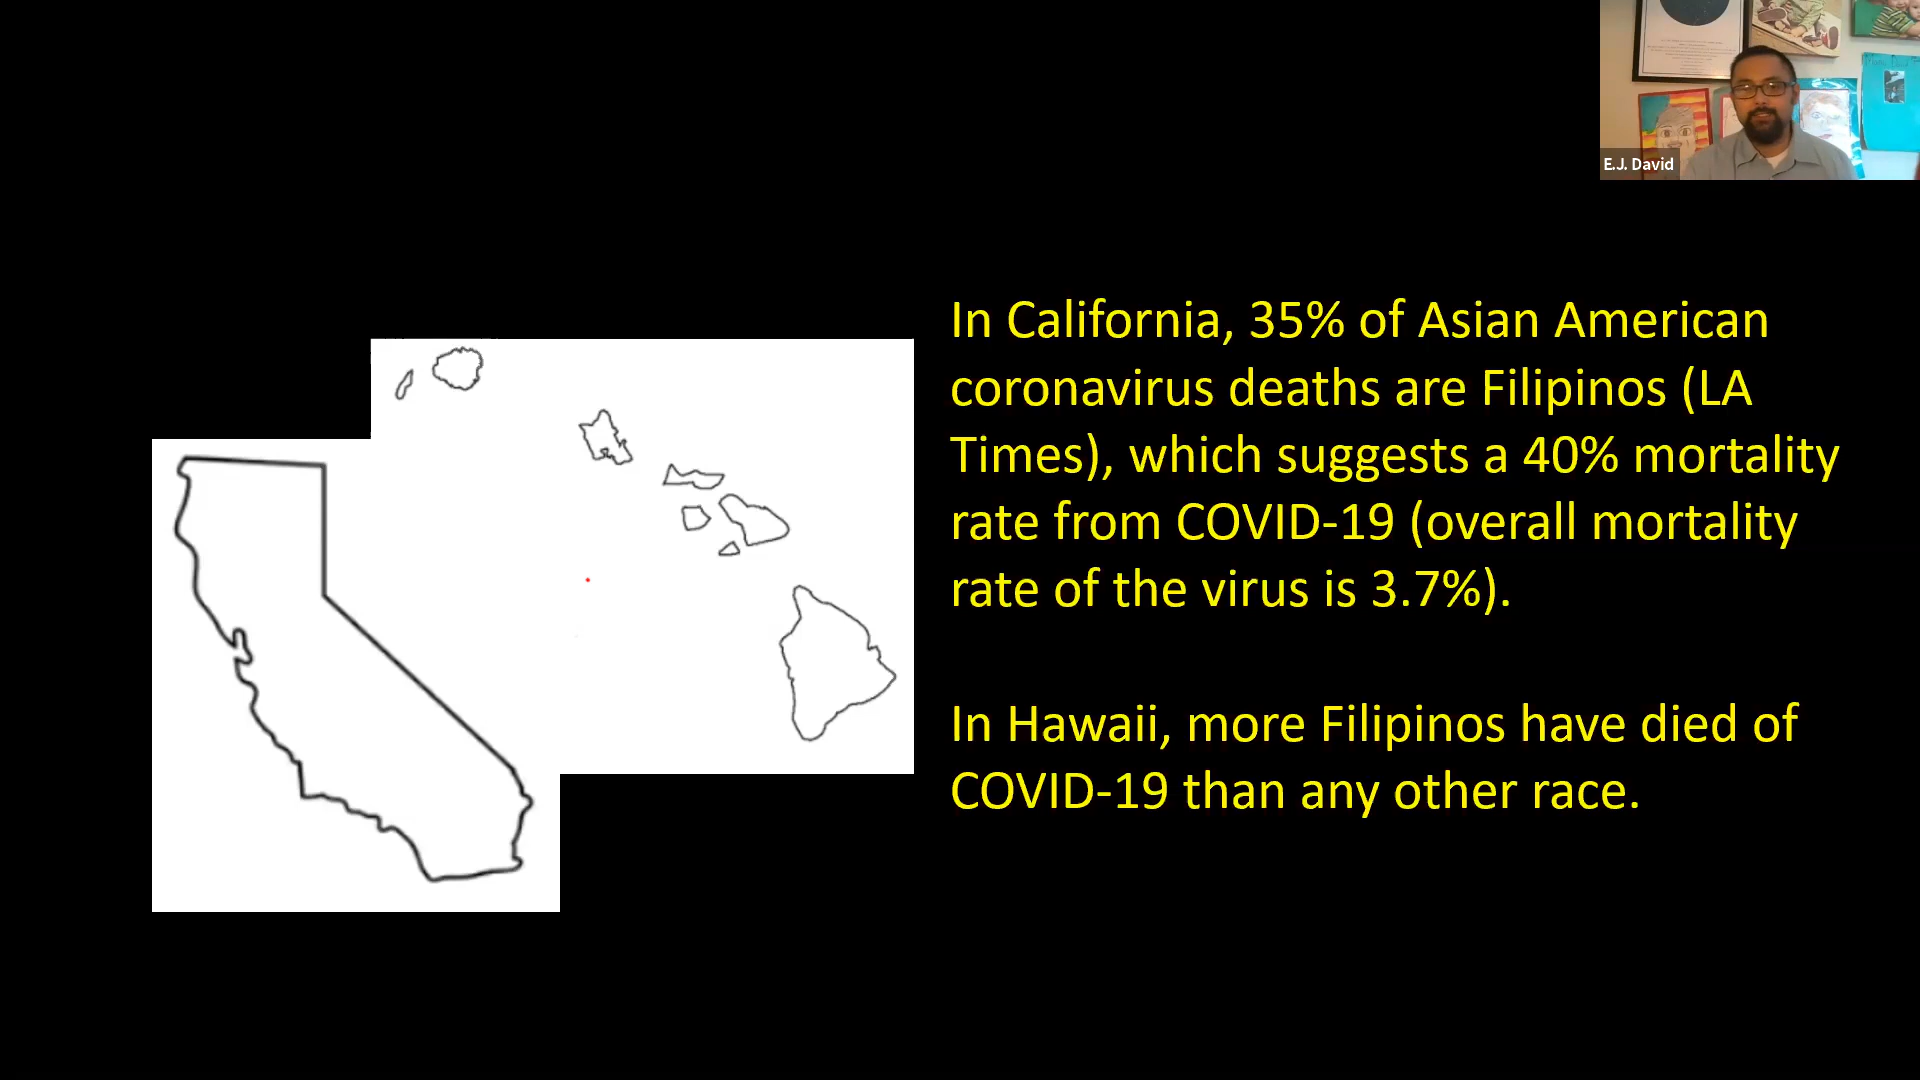 E.J. David
In California, 35% of Asian American
coronavirus deaths are Filipinos (LA
Times), which suggests a 40% mortality
rate from COVID-19 (overall mortality
rate of the virus is 3.7%).
In Hawaii, more Filipinos have died of
COVID-19 than any other race.